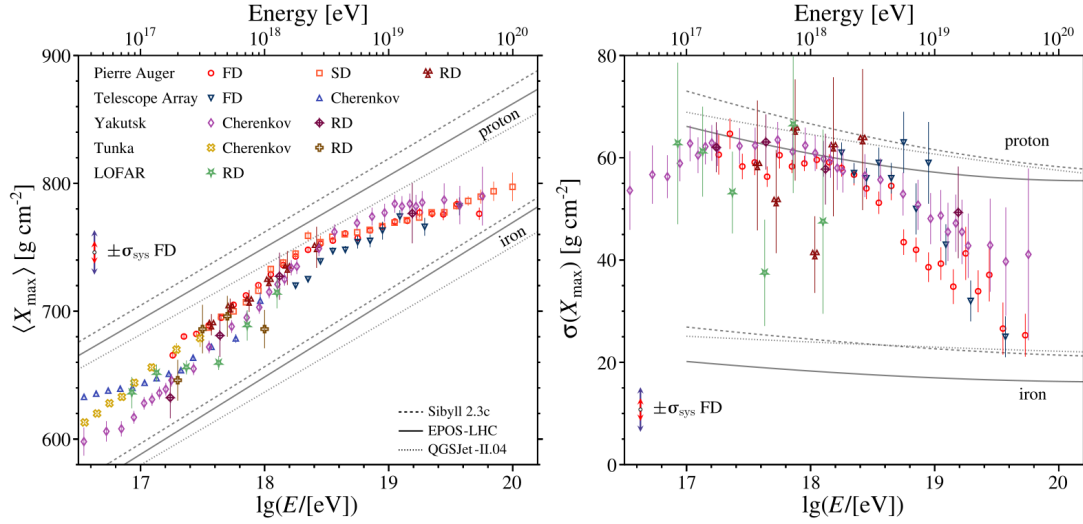 Energy [eV]
10^17 10^18 10^19 10^20
900
800
700
600
⟨X_max⟩ [g cm^−2]
Pierre Auger FD SD RD
Telescope Array FD Cherenkov
Yakutsk Cherenkov RD
Tunka Cherenkov RD
LOFAR RD
proton
iron
±σ_sys FD
Sibyll 2.3c
EPOS-LHC
QGSJet-II.04
17 18 19 20
lg(E/[eV])
Energy [eV]
10^17 10^18 10^19 10^20
80
60
40
20
0
σ(X_max) [g cm^−2]
proton
iron
±σ_sys FD
17 18 19 20
lg(E/[eV])